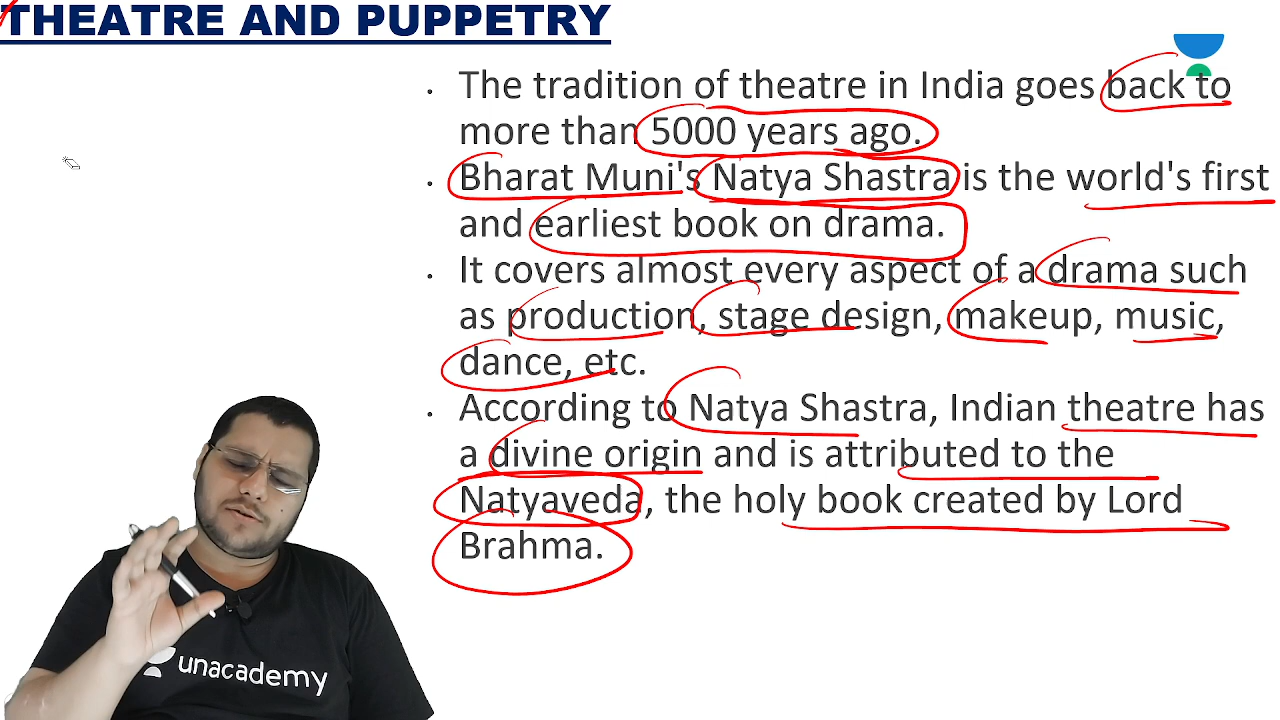 THEATRE AND PUPPETRY
• The tradition of theatre in India goes back to
more than 5000 years ago.
• Bharat Muni's Natya Shastra is the world's first
and earliest book on drama.
• It covers almost every aspect of a drama such
as production, stage design, makeup, music,
dance, etc.
• According to Natya Shastra, Indian theatre has
a divine origin and is attributed to the
Natyaveda, the holy book created by Lord
Brahma.
unacademy